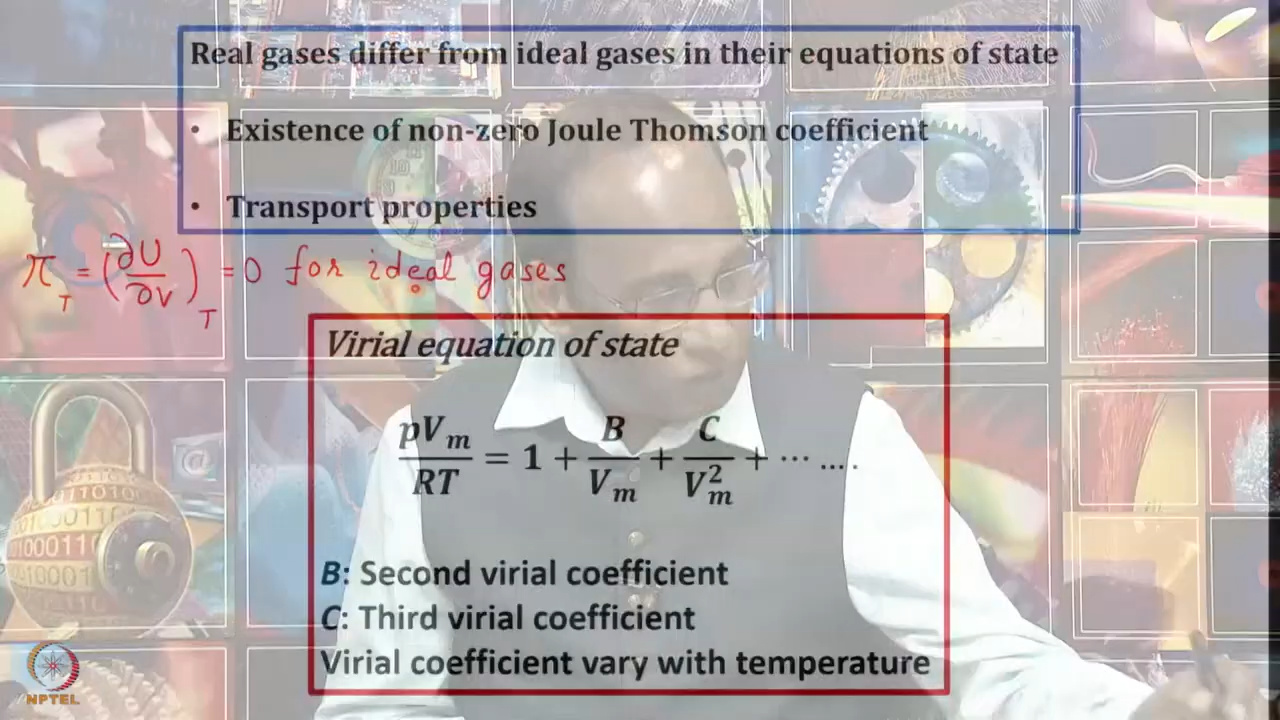 Real gases differ from ideal gases in their equations of state
• Existence of non-zero Joule Thomson coefficient
• Transport properties
π_T = (∂U/∂V)_T = 0 for ideal gases
Virial equation of state
pV_m/RT = 1 + B/V_m + C/V_m^2 + ⋯ ….
B: Second virial coefficient
C: Third virial coefficient
Virial coefficient vary with temperature
NPTEL